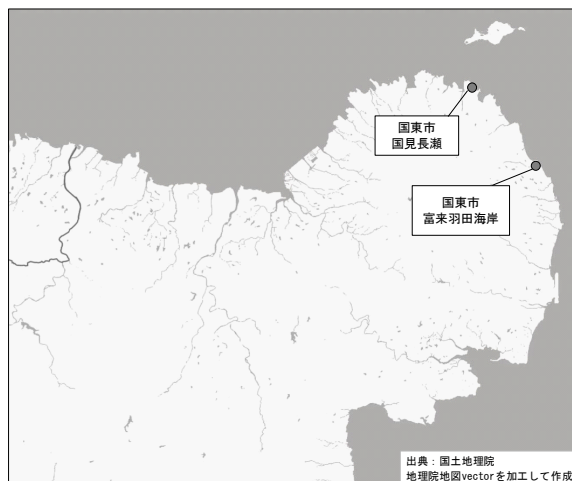 国東市
国見長瀬
国東市
富来羽田海岸
出典：国土地理院
地理院地図vectorを加工して作成